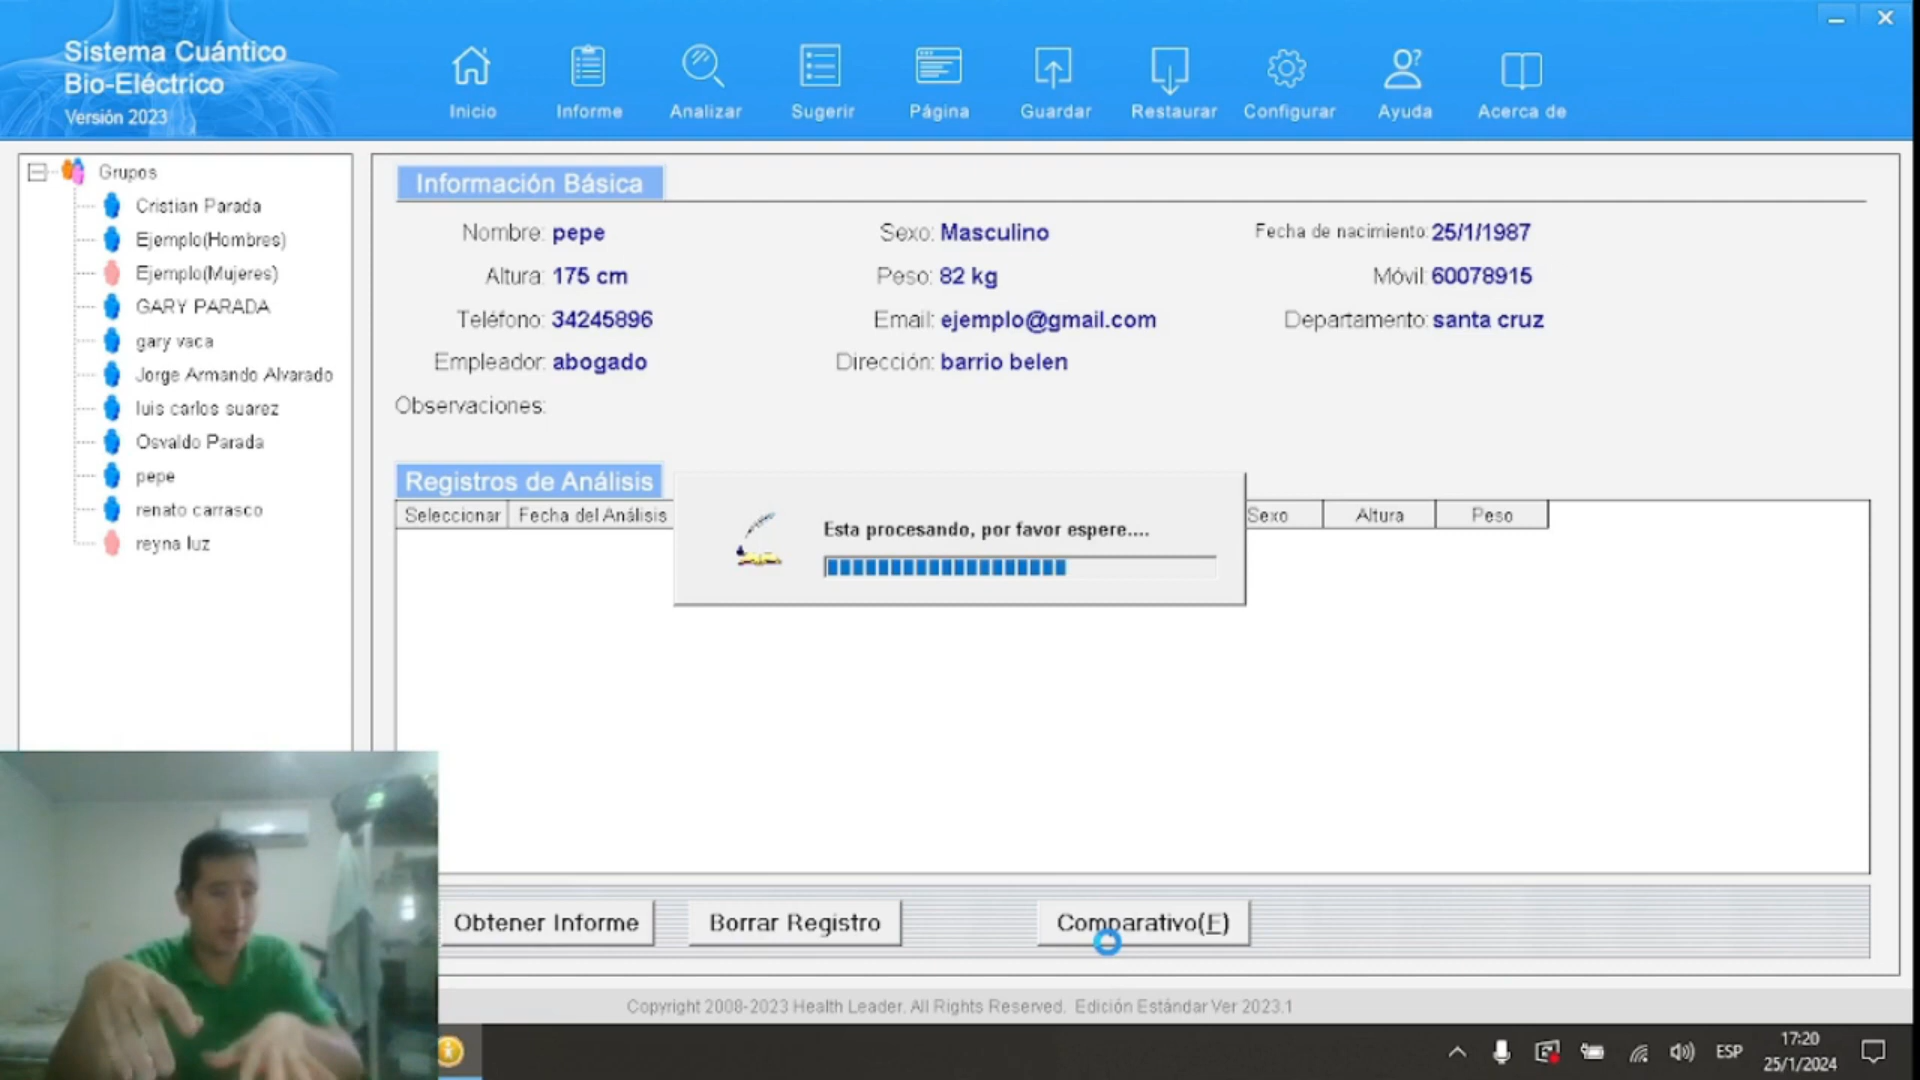 Sistema Cuántico
Bio-Eléctrico
Versión 2023
Inicio
Informe
Analizar
Sugerir
Página
Guardar
Restaurar
Configurar
Ayuda
Acerca de
Grupos
Cristian Parada
Ejemplo(Hombres)
Ejemplo(Mujeres)
GARY PARADA
gary vaca
Jorge Armando Alvarado
luis carlos suarez
Osvaldo Parada
pepe
renato carrasco
reyna luz
Información Básica
Nombre: pepe Sexo: Masculino Fecha de nacimiento: 25/1/1987
Altura: 175 cm Peso: 82 kg Móvil: 60078915
Teléfono: 34245896 Email: ejemplo@gmail.com Departamento: santa cruz
Empleador: abogado Dirección: barrio belen
Observaciones:
Registros de Análisis
Seleccionar Fecha del Análisis Sexo Altura Peso
Esta procesando, por favor espere....
Obtener Informe Borrar Registro Comparativo(F)
Copyright 2008-2023 Health Leader. All Rights Reserved. Edición Estándar Ver 2023.1
ESP
17:20
25/1/2024